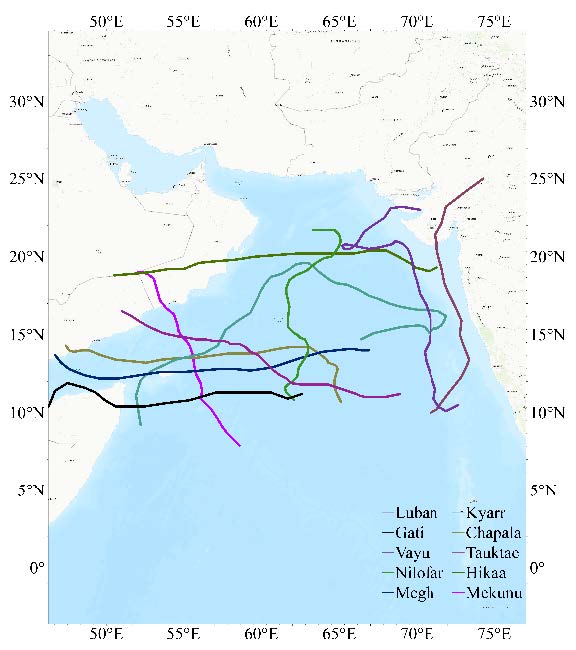 50°E 55°E 60°E 65°E 70°E 75°E
30°N 30°N
25°N 25°N
20°N 20°N
15°N 15°N
10°N 10°N
5°N 5°N
0° 0°
Luban Kyarr
Gati Chapala
Vayu Tauktae
Nilofar Hikaa
Megh Mekunu
50°E 55°E 60°E 65°E 70°E 75°E